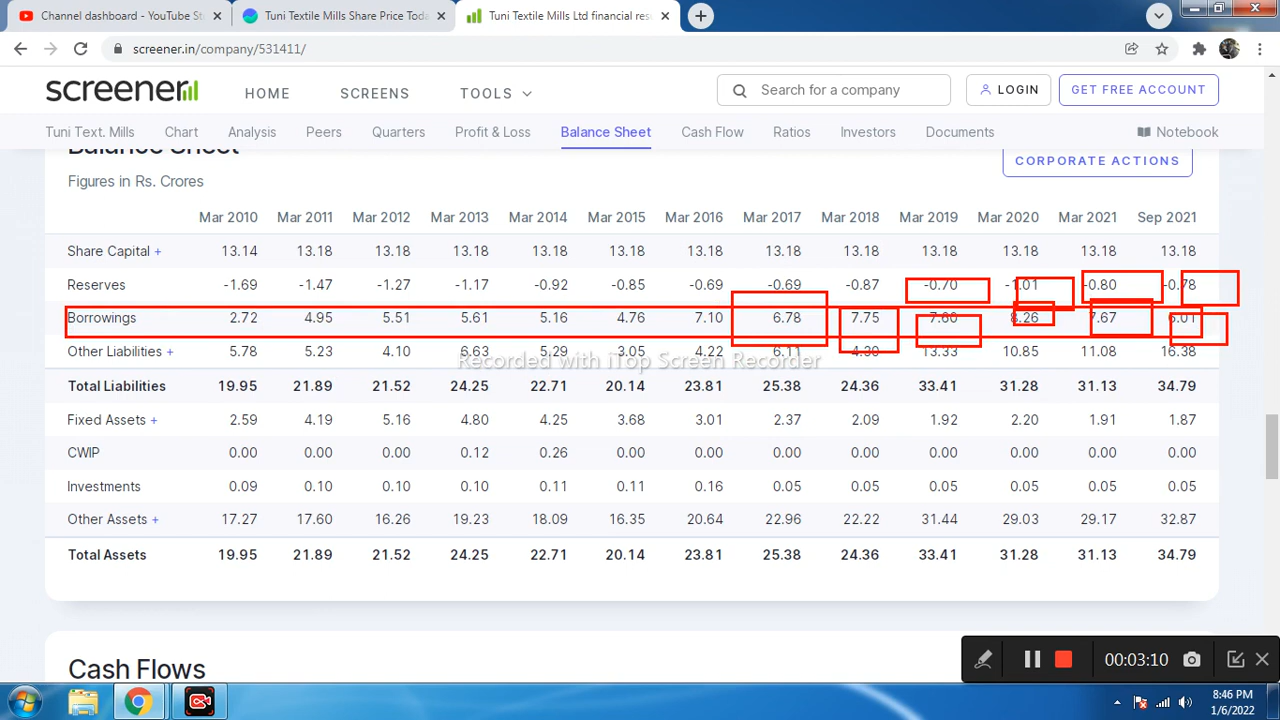 Channel dashboard - YouTube St
Tuni Textile Mills Share Price Toda
Tuni Textile Mills Ltd financial res
screener.in/company/531411/
screener
HOME
SCREENS
TOOLS
Search for a company
LOGIN
GET FREE ACCOUNT
Tuni Text. Mills Chart Analysis Peers Quarters Profit & Loss Balance Sheet Cash Flow Ratios Investors Documents Notebook
Balance Sheet
CORPORATE ACTIONS
Figures in Rs. Crores
Mar 2010 Mar 2011 Mar 2012 Mar 2013 Mar 2014 Mar 2015 Mar 2016 Mar 2017 Mar 2018 Mar 2019 Mar 2020 Mar 2021 Sep 2021
Share Capital + 13.14 13.18 13.18 13.18 13.18 13.18 13.18 13.18 13.18 13.18 13.18 13.18 13.18
Reserves -1.69 -1.47 -1.27 -1.17 -0.92 -0.85 -0.69 -0.69 -0.87 -0.70 -1.01 -0.80 -0.78
Borrowings 2.72 4.95 5.51 5.61 5.16 4.76 7.10 6.78 7.75 7.60 8.26 7.67 6.01
Other Liabilities + 5.78 5.23 4.10 6.63 5.29 3.05 4.22 6.11 4.30 13.33 10.85 11.08 16.38
Recorded with iTop Screen Recorder
Total Liabilities 19.95 21.89 21.52 24.25 22.71 20.14 23.81 25.38 24.36 33.41 31.28 31.13 34.79
Fixed Assets + 2.59 4.19 5.16 4.80 4.25 3.68 3.01 2.37 2.09 1.92 2.20 1.91 1.87
CWIP 0.00 0.00 0.00 0.12 0.26 0.00 0.00 0.00 0.00 0.00 0.00 0.00 0.00
Investments 0.09 0.10 0.10 0.10 0.11 0.11 0.16 0.05 0.05 0.05 0.05 0.05 0.05
Other Assets + 17.27 17.60 16.26 19.23 18.09 16.35 20.64 22.96 22.22 31.44 29.03 29.17 32.87
Total Assets 19.95 21.89 21.52 24.25 22.71 20.14 23.81 25.38 24.36 33.41 31.28 31.13 34.79
Cash Flows
00:03:10
8:46 PM
1/6/2022